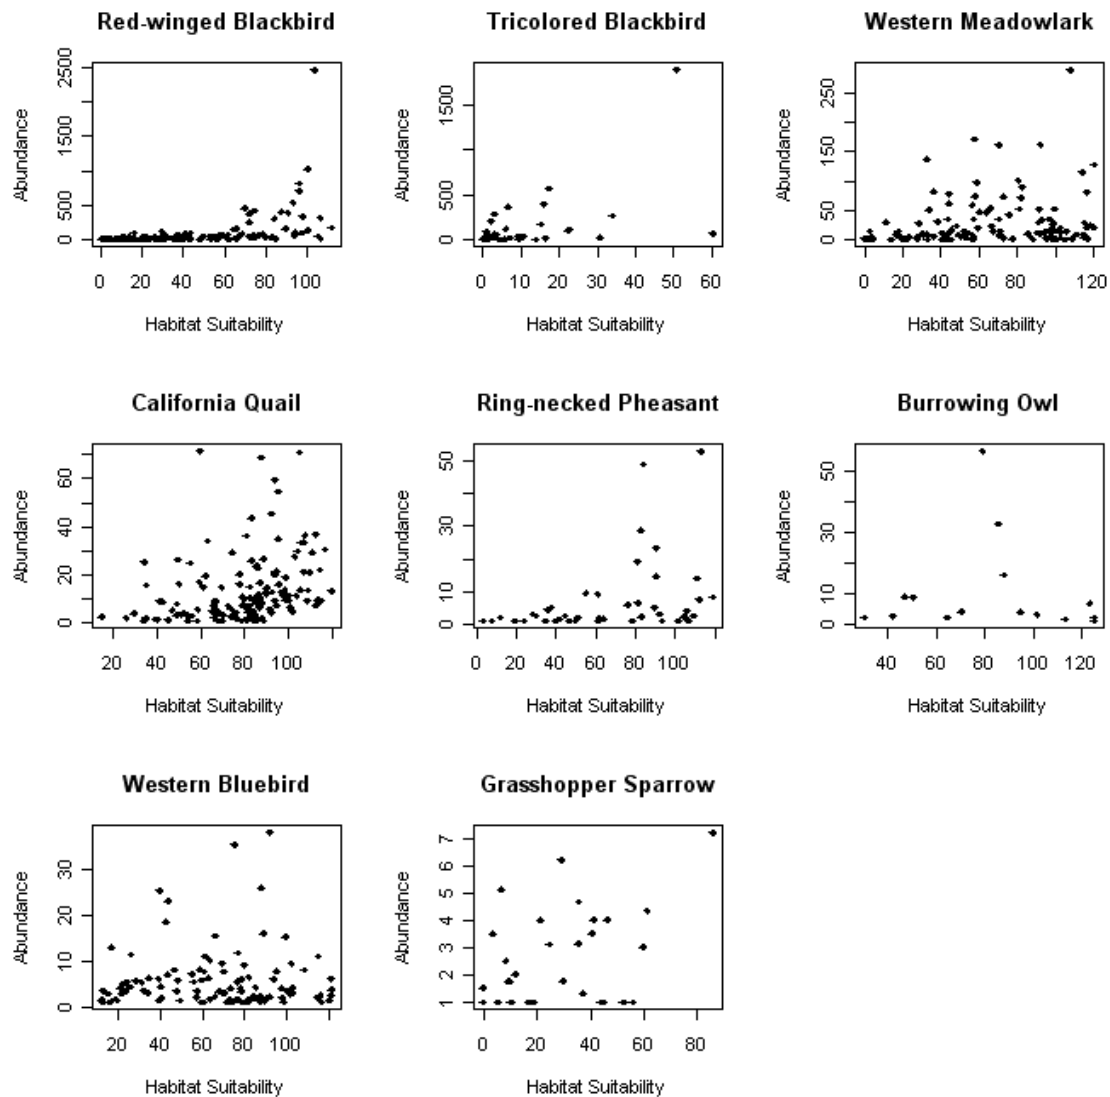 Red-winged Blackbird
Abundance
0
500
1500
2500
0 20 40 60 80 100
Habitat Suitability
Tricolored Blackbird
Abundance
0
500
1500
0 10 20 30 40 50 60
Habitat Suitability
Western Meadowlark
Abundance
0
50
150
250
0 20 40 60 80 120
Habitat Suitability
California Quail
Abundance
0
20
40
60
20 40 60 80 100
Habitat Suitability
Ring-necked Pheasant
Abundance
0
10
30
50
0 20 40 60 80 100
Habitat Suitability
Burrowing Owl
Abundance
0
10
30
50
40 60 80 100 120
Habitat Suitability
Western Bluebird
Abundance
0
10
20
30
20 40 60 80 100
Habitat Suitability
Grasshopper Sparrow
Abundance
1
2
3
4
5
6
7
0 20 40 60 80
Habitat Suitability